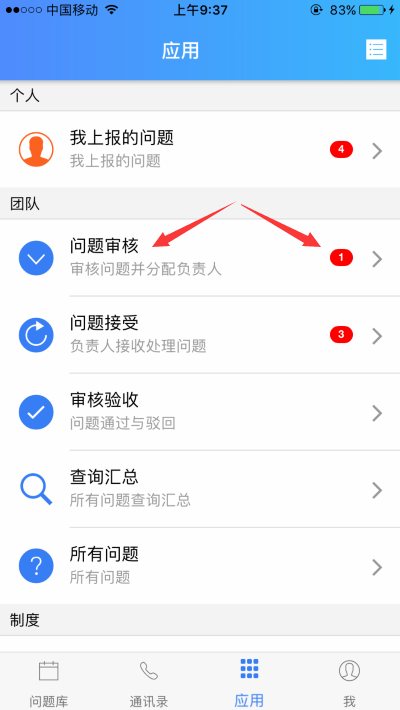 中国移动 上午9:37 83%
应用
个人
我上报的问题
我上报的问题
4
团队
问题审核
审核问题并分配负责人
1
问题接受
负责人接收处理问题
3
审核验收
问题通过与驳回
查询汇总
所有问题查询汇总
?
所有问题
所有问题
制度
问题库 通讯录 应用 我